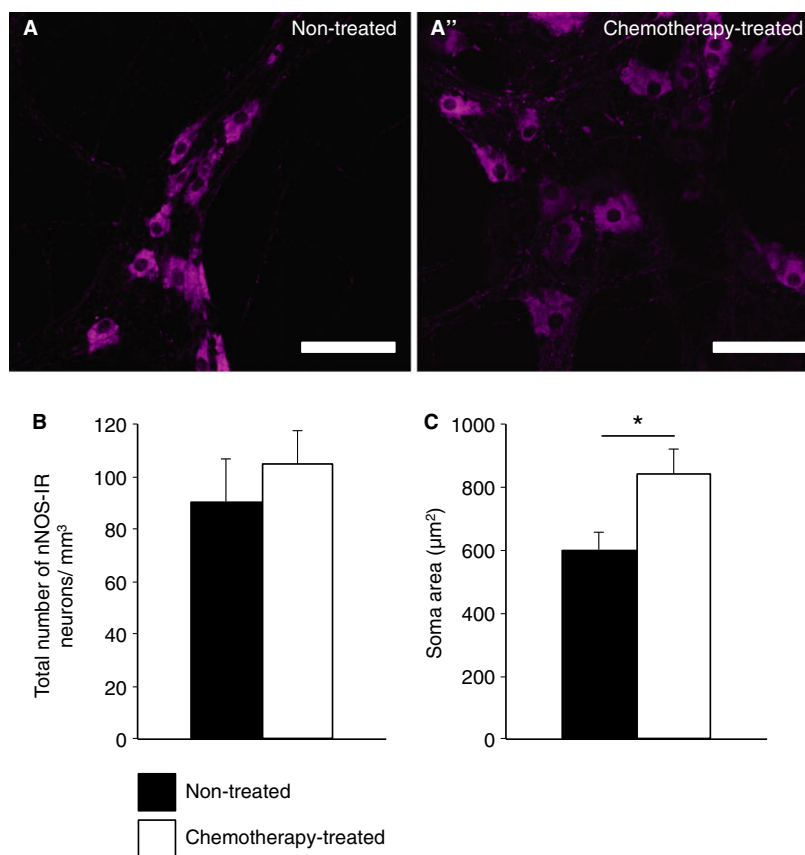 A Non-treated
A'' Chemotherapy-treated
B
Total number of nNOS-IR
neurons/ mm³
120
100
80
60
40
20
0
C
*
Soma area (µm²)
1000
800
600
400
200
0
Non-treated
Chemotherapy-treated